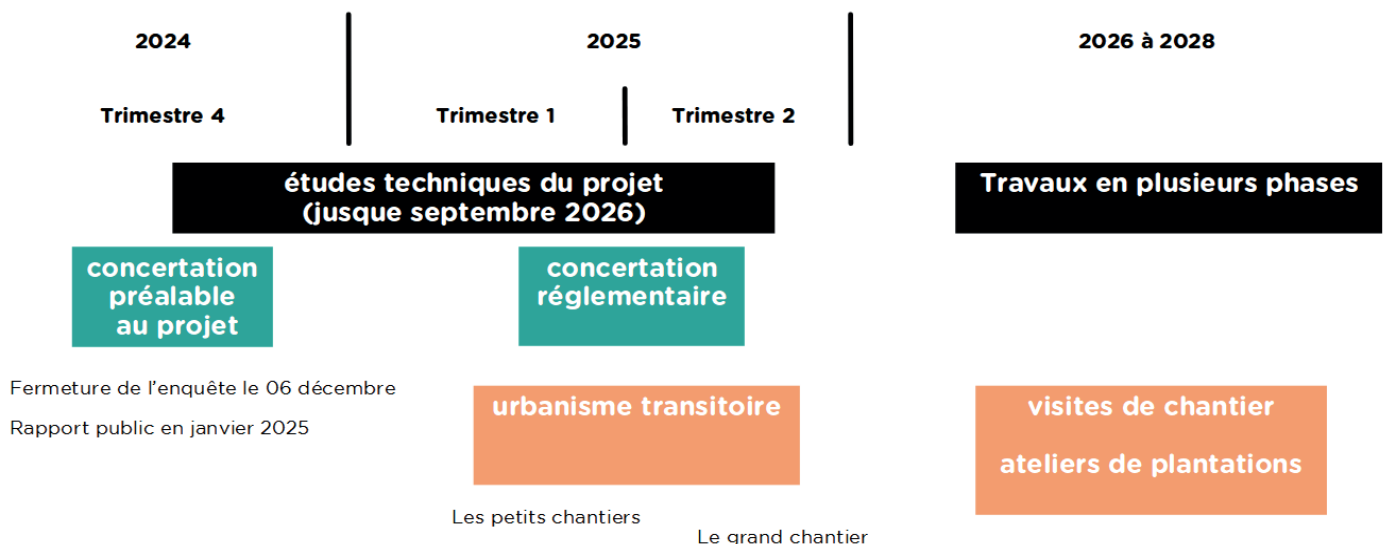 2024
2025
2026 à 2028
Trimestre 4
Trimestre 1
Trimestre 2
études techniques du projet
(jusque septembre 2026)
Travaux en plusieurs phases
concertation
préalable
au projet
concertation
réglementaire
Fermeture de l'enquête le 06 décembre
Rapport public en janvier 2025
urbanisme transitoire
visites de chantier
ateliers de plantations
Les petits chantiers
Le grand chantier